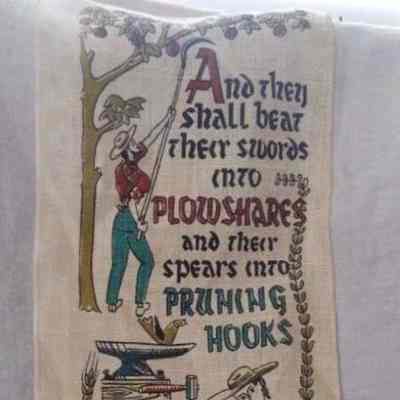 And they
shall beat
their swords
into
PLOWSHARES
and their
spears into
PRUNING
HOOKS